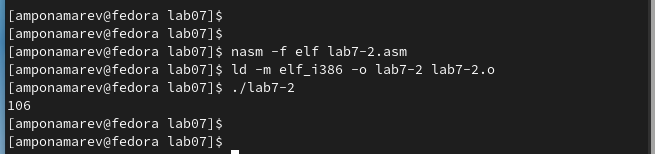 [amponamarev@fedora lab07]$
[amponamarev@fedora lab07]$
[amponamarev@fedora lab07]$ nasm -f elf lab7-2.asm
[amponamarev@fedora lab07]$ ld -m elf_i386 -o lab7-2 lab7-2.o
[amponamarev@fedora lab07]$ ./lab7-2
106
[amponamarev@fedora lab07]$
[amponamarev@fedora lab07]$